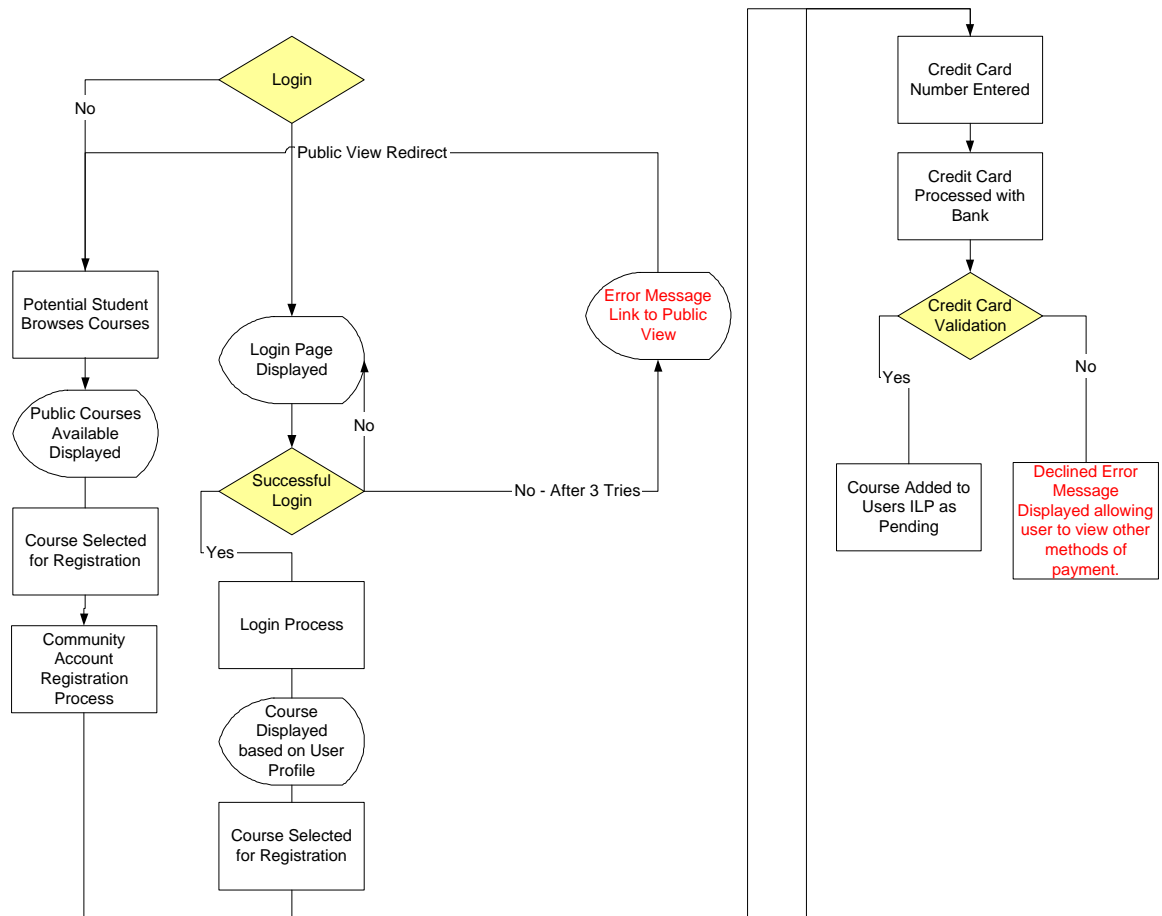 Login
No
Public View Redirect
Potential Student
Browses Courses
Error Message
Link to Public
View
Login Page
Displayed
No
Public Courses
Available
Displayed
Successful
Login
No - After 3 Tries
Yes
Course Selected
for Registration
Login Process
Community
Account
Registration
Process
Course
Displayed
based on User
Profile
Course Selected
for Registration
Credit Card
Number Entered
Credit Card
Processed with
Bank
Credit Card
Validation
Yes
No
Course Added to
Users ILP as
Pending
Declined Error
Message
Displayed allowing
user to view other
methods of
payment.